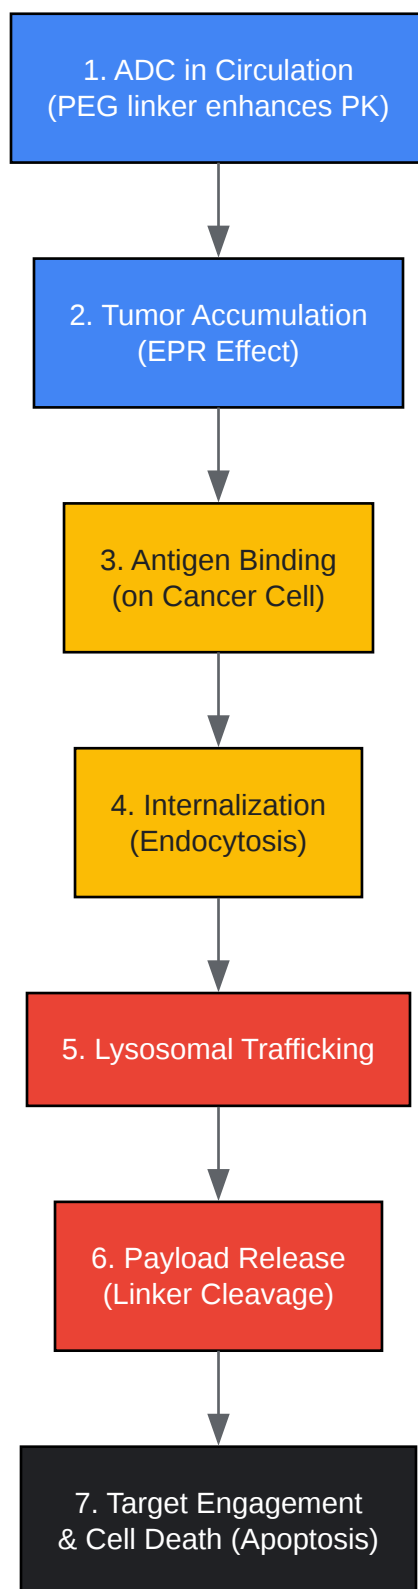 1. ADC in Circulation
(PEG linker enhances PK)
2. Tumor Accumulation
(EPR Effect)
3. Antigen Binding
(on Cancer Cell)
4. Internalization
(Endocytosis)
5. Lysosomal Trafficking
6. Payload Release
(Linker Cleavage)
7. Target Engagement
& Cell Death (Apoptosis)